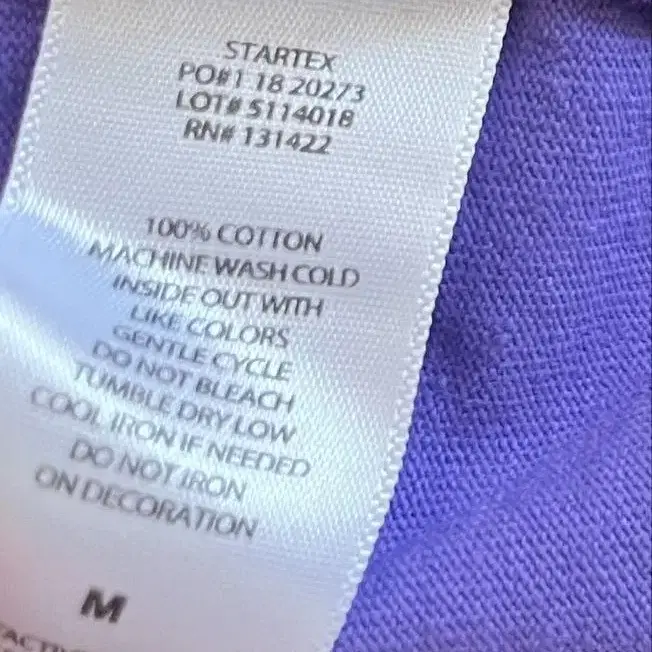 STARTEX
PO#1 18 20273
LOT# 5114018
RN# 131422
100% COTTON
MACHINE WASH COLD
INSIDE OUT WITH
LIKE COLORS
GENTLE CYCLE
DO NOT BLEACH
TUMBLE DRY LOW
COOL IRON IF NEEDED
DO NOT IRON
ON DECORATION
M